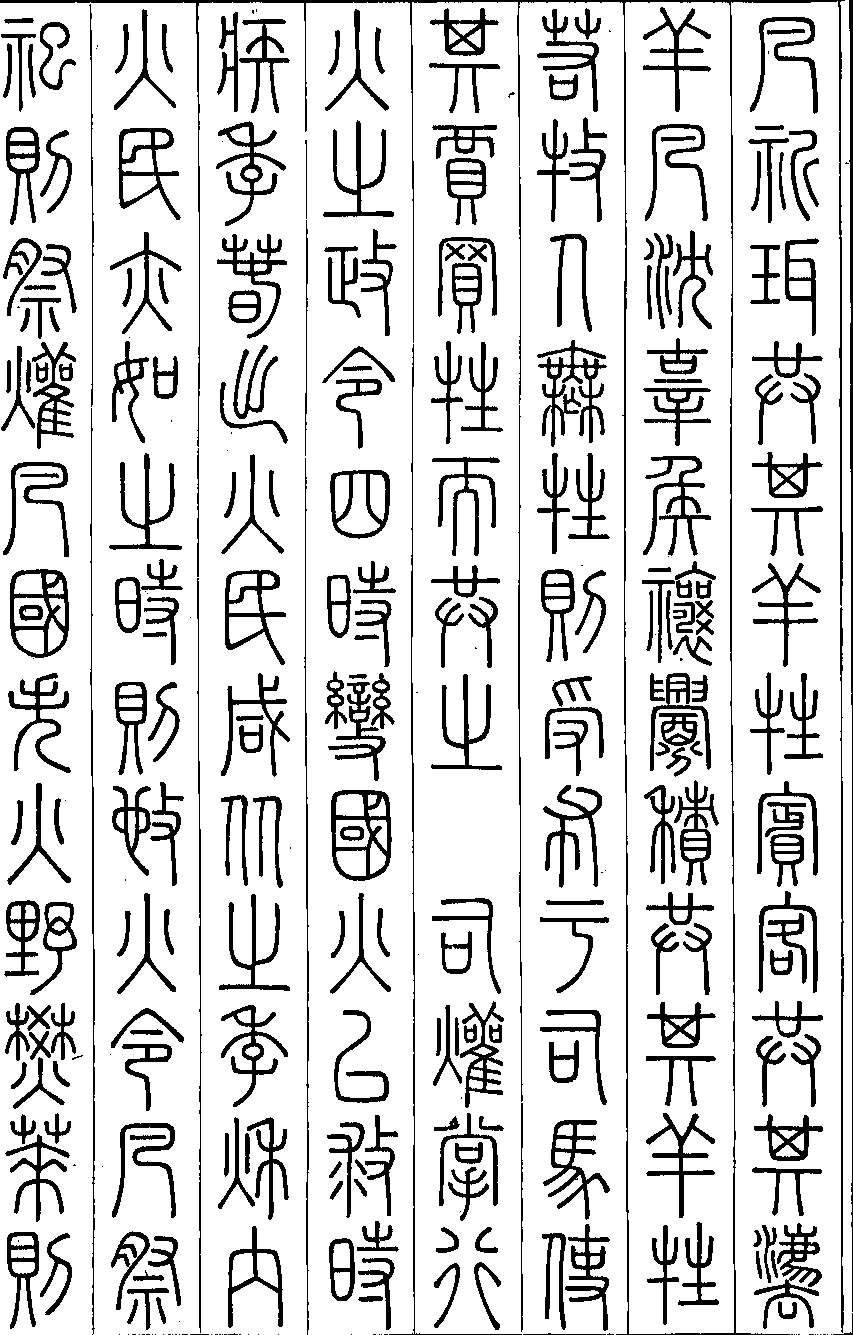 凡祈珥共其羊牲賓客共其灋
羊凡沈辜侯禳釁積共其羊牲
若牧人無牲則受布于司馬使
其賈買牲而共之　司爟掌行
火之政令四時變國火以救時
疾季春出火民咸从之季秋內
火民亦如之時則施火令凡祭
祀則祭爟凡國失火野焚萊則